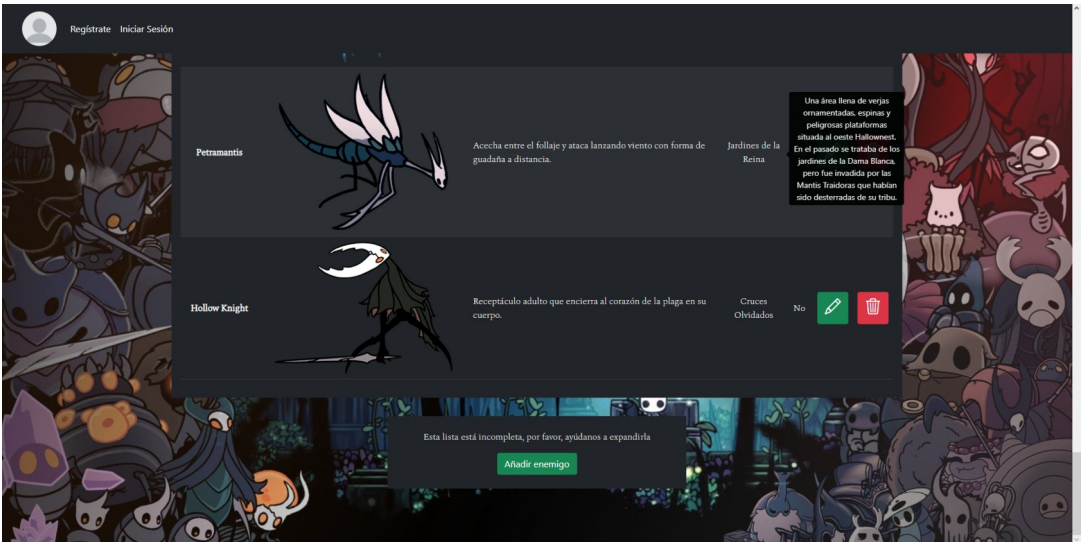 Regístrate Iniciar Sesión
Petramantis
Acecha entre el follaje y ataca lanzando viento con forma de
guadaña a distancia.
Jardines de la
Reina
Una área llena de verjas
ornamentadas, espinas y
peligrosas plataformas
situada al oeste Hallownest.
En el pasado se trataba de los
jardines de la Dama Blanca,
pero fue invadida por las
Mantis Traidoras que habían
sido desterradas de su tribu.
Hollow Knight
Receptáculo adulto que encierra al corazón de la plaga en su
cuerpo.
Cruces
Olvidados
No
Esta lista está incompleta, por favor, ayúdanos a expandirla
Añadir enemigo